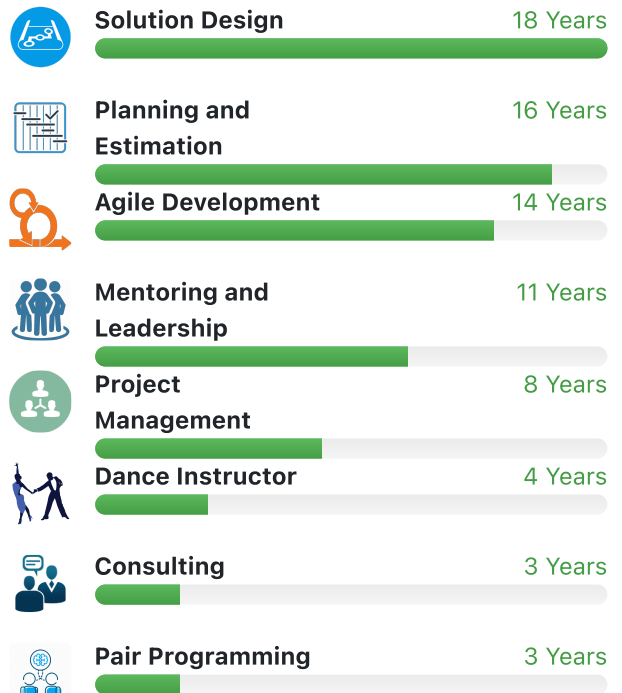 Solution Design 18 Years
Planning and 16 Years
Estimation
Agile Development 14 Years
Mentoring and 11 Years
Leadership
Project 8 Years
Management
Dance Instructor 4 Years
Consulting 3 Years
Pair Programming 3 Years